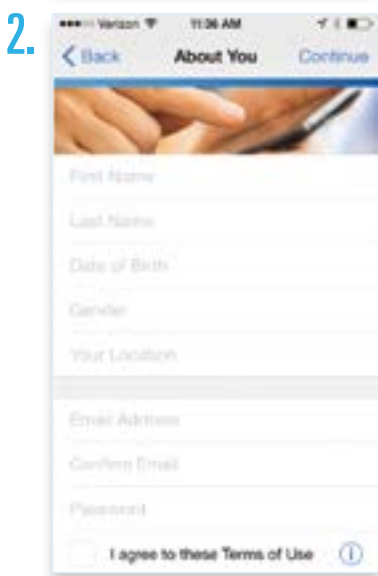 2.
Verizon 11:36 AM
Back About You Continue
First Name
Last Name
Date of Birth
Gender
Your Location
Email Address
Confirm Email
Password
I agree to these Terms of Use